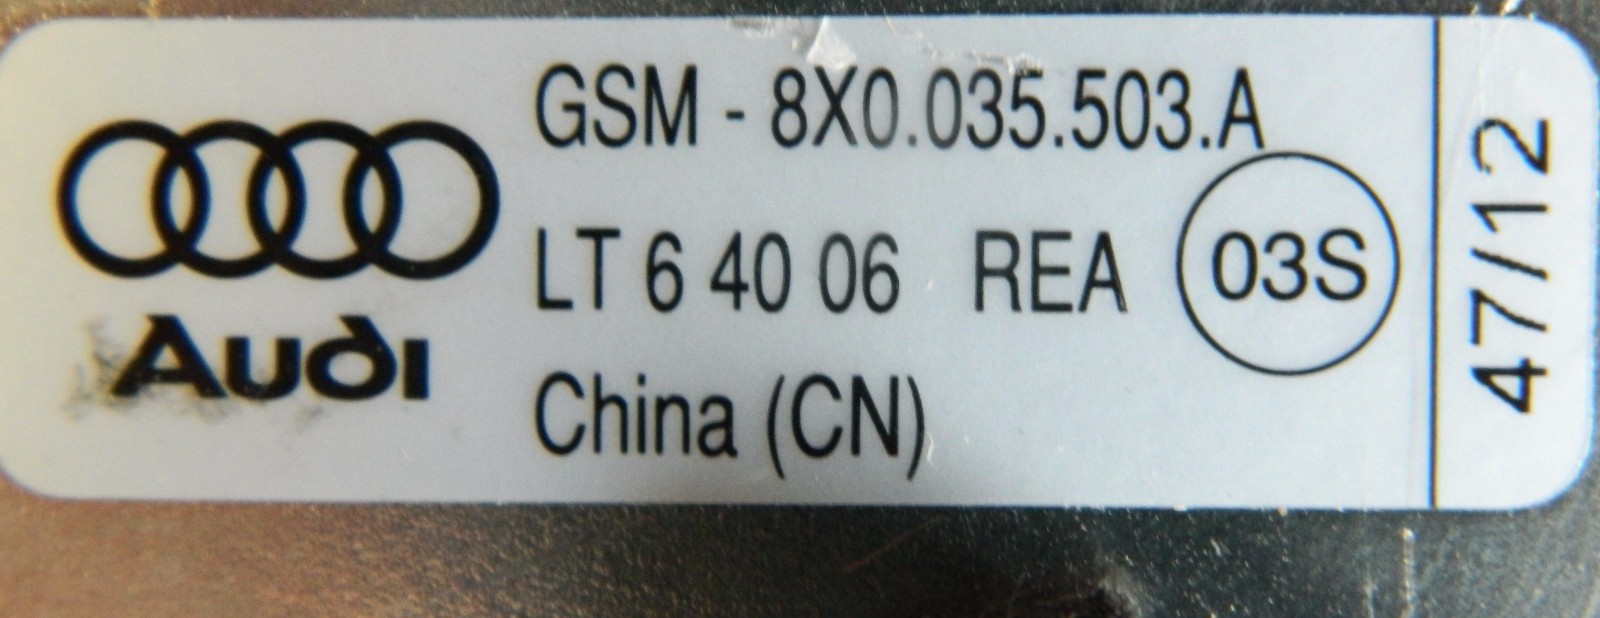 GSM - 8X0.035.503.A
LT 6 40 06 REA 03S
China (CN)
Audi
47/12